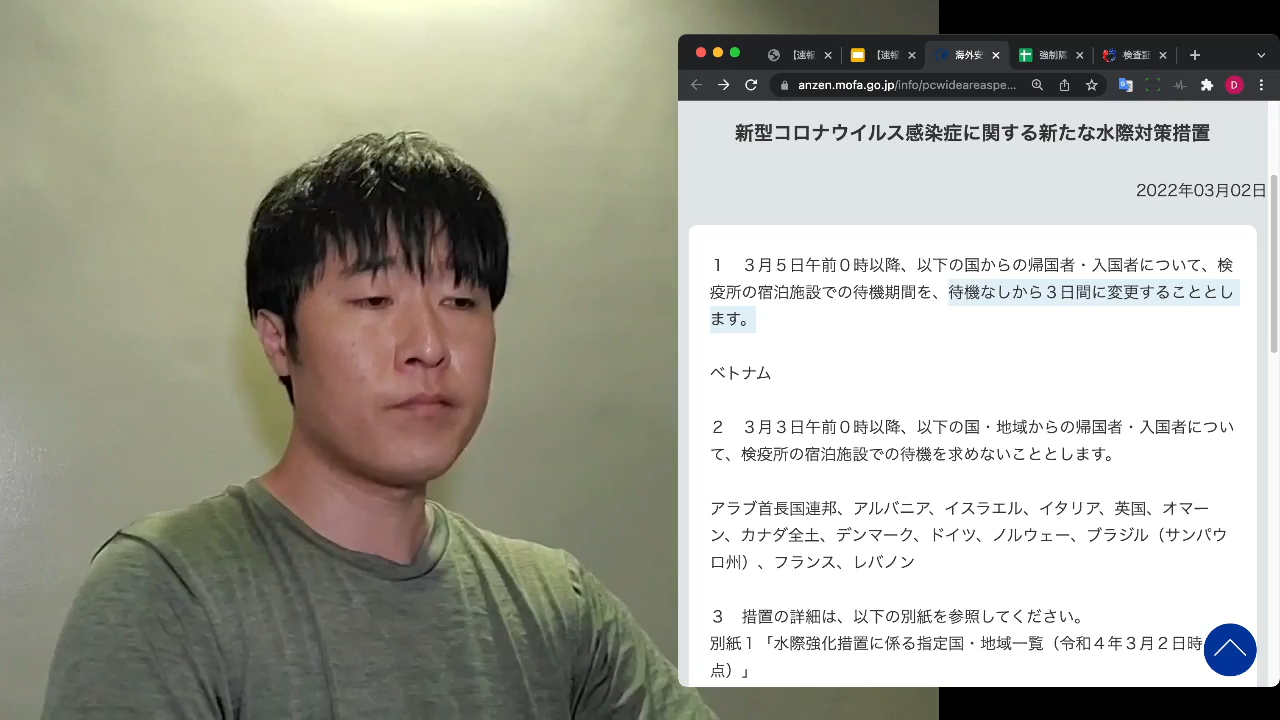 【速報
【速報
海外安
強制隔
検査証
anzen.mofa.go.jp/info/pcwideareaspe...
D
新型コロナウイルス感染症に関する新たな水際対策措置
2022年03月02日
１　３月５日午前０時以降、以下の国からの帰国者・入国者について、検
疫所の宿泊施設での待機期間を、待機なしから３日間に変更することとし
ます。
ベトナム
２　３月３日午前０時以降、以下の国・地域からの帰国者・入国者につい
て、検疫所の宿泊施設での待機を求めないこととします。
アラブ首長国連邦、アルバニア、イスラエル、イタリア、英国、オマー
ン、カナダ全土、デンマーク、ドイツ、ノルウェー、ブラジル（サンパウ
ロ州）、フランス、レバノン
３　措置の詳細は、以下の別紙を参照してください。
別紙１「水際強化措置に係る指定国・地域一覧（令和４年３月２日時
点）」